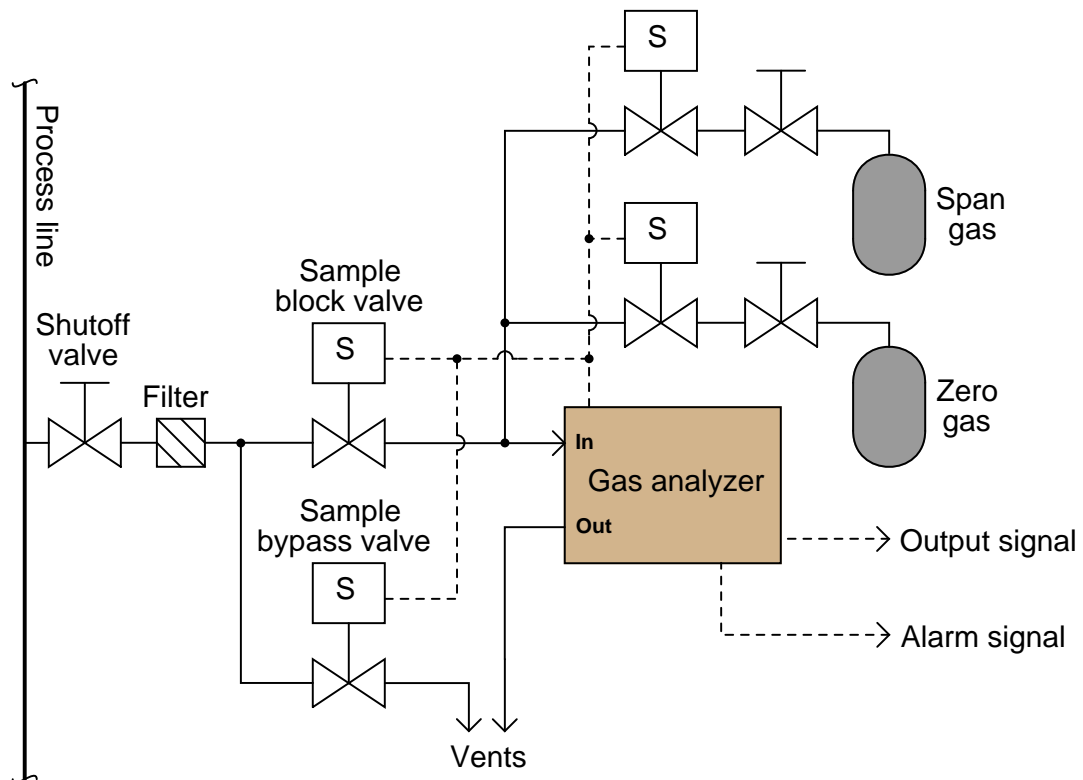 S
Span
gas
S
Zero
gas
Process line
Shutoff
valve
Filter
Sample
block valve
S
In
Gas analyzer
Out
Sample
bypass valve
S
Output signal
Alarm signal
Vents